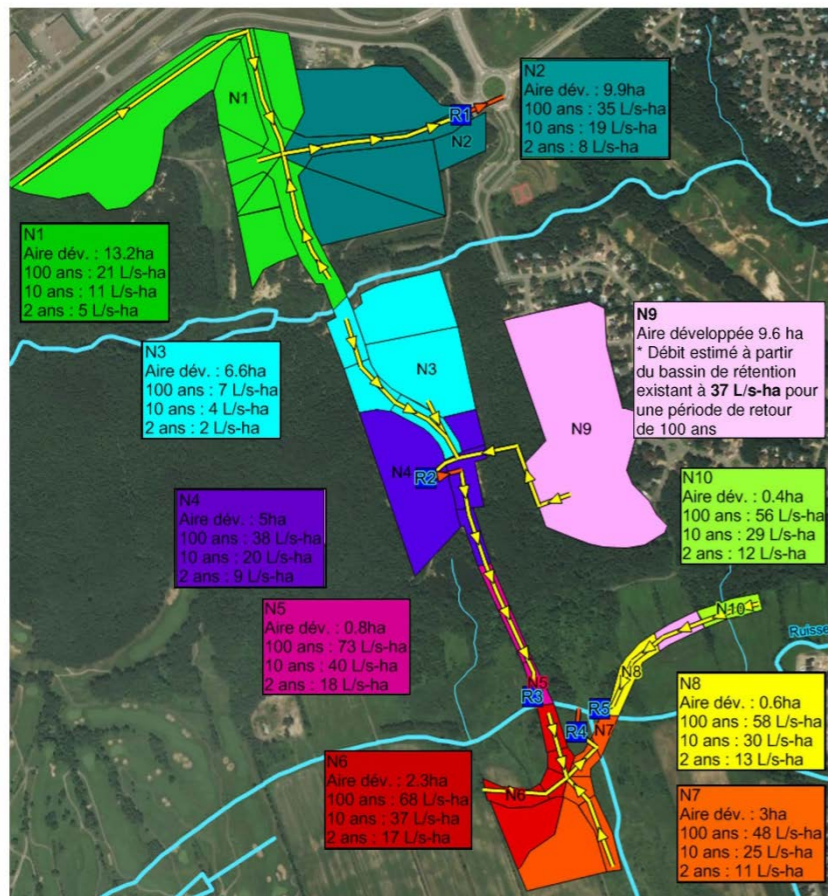 N1
R1
N2
N2
Aire dév. : 9.9ha
100 ans : 35 L/s-ha
10 ans : 19 L/s-ha
2 ans : 8 L/s-ha
N1
Aire dév. : 13.2ha
100 ans : 21 L/s-ha
10 ans : 11 L/s-ha
2 ans : 5 L/s-ha
N3
Aire dév. : 6.6ha
100 ans : 7 L/s-ha
10 ans : 4 L/s-ha
2 ans : 2 L/s-ha
N3
N9
Aire développée 9.6 ha
* Débit estimé à partir
du bassin de rétention
existant à 37 L/s-ha pour
une période de retour
de 100 ans
N9
N4
R2
N4
Aire dév. : 5ha
100 ans : 38 L/s-ha
10 ans : 20 L/s-ha
2 ans : 9 L/s-ha
N10
Aire dév. : 0.4ha
100 ans : 56 L/s-ha
10 ans : 29 L/s-ha
2 ans : 12 L/s-ha
N5
Aire dév. : 0.8ha
100 ans : 73 L/s-ha
10 ans : 40 L/s-ha
2 ans : 18 L/s-ha
N10
Ruisse
N8
N5
R3
R5
R4
N7
N8
Aire dév. : 0.6ha
100 ans : 58 L/s-ha
10 ans : 30 L/s-ha
2 ans : 13 L/s-ha
N6
Aire dév. : 2.3ha
100 ans : 68 L/s-ha
10 ans : 37 L/s-ha
2 ans : 17 L/s-ha
N6
N7
Aire dév. : 3ha
100 ans : 48 L/s-ha
10 ans : 25 L/s-ha
2 ans : 11 L/s-ha